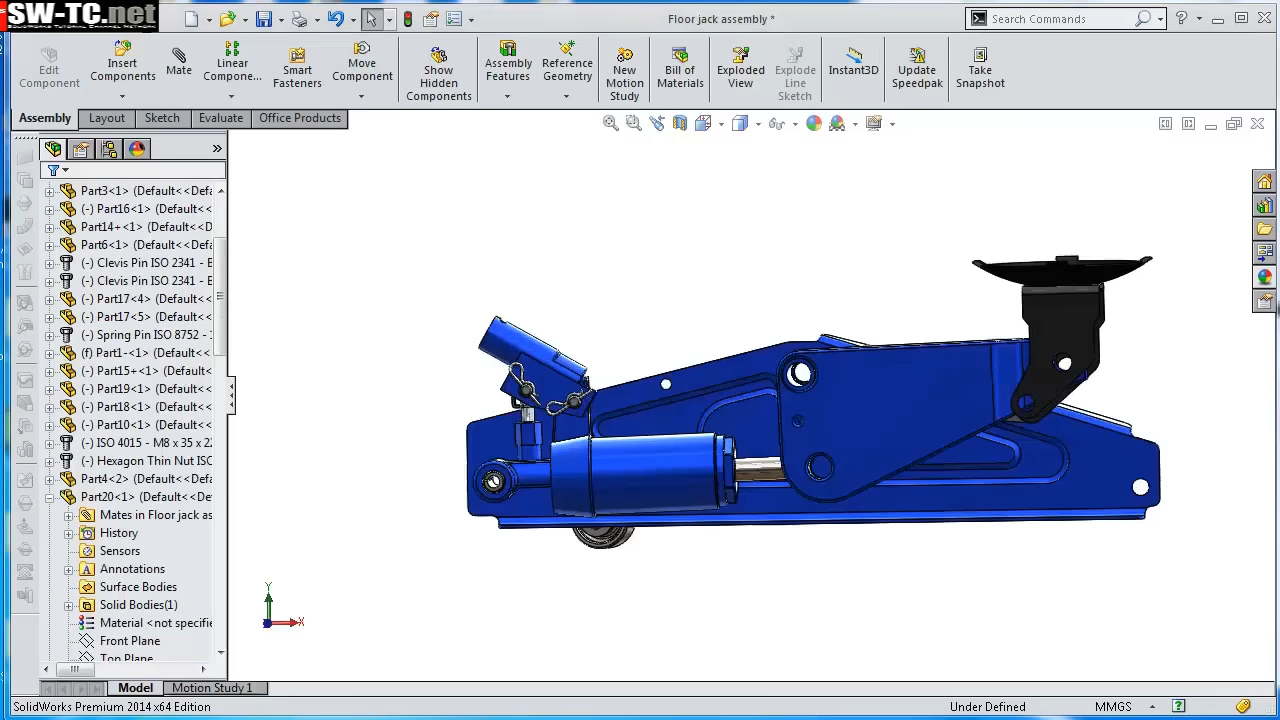 SW-TC.net
SOLIDWORKS TUTORIAL CHANNEL NETWORK
Floor jack assembly *
Search Commands
Edit Component
Insert Components
Mate
Linear Compone...
Smart Fasteners
Move Component
Show Hidden Components
Assembly Features
Reference Geometry
New Motion Study
Bill of Materials
Exploded View
Explode Line Sketch
Instant3D
Update Speedpak
Take Snapshot
Assembly
Layout
Sketch
Evaluate
Office Products
Part3<1> (Default<<Defa
(-) Part16<1> (Default<<
Part14+<1> (Default<<D
Part6<1> (Default<<Defa
(-) Clevis Pin ISO 2341 - B
(-) Clevis Pin ISO 2341 - B
(-) Part17<4> (Default<<
(-) Part17<5> (Default<<
(-) Spring Pin ISO 8752 -
(f) Part1-<1> (Default<<
(-) Part15+<1> (Default<
(-) Part19<1> (Default<<
(-) Part18<1> (Default<<
(-) Part10<1> (Default<<
(-) ISO 4015 - M8 x 35 x 22
(-) Hexagon Thin Nut ISO
Part4<2> (Default<<Defa
Part20<1> (Default<<Def
Mates in Floor jack as
History
Sensors
Annotations
Surface Bodies
Solid Bodies(1)
Material <not specifie
Front Plane
Top Plane
Y
X
Model
Motion Study 1
SolidWorks Premium 2014 x64 Edition
Under Defined
MMGS